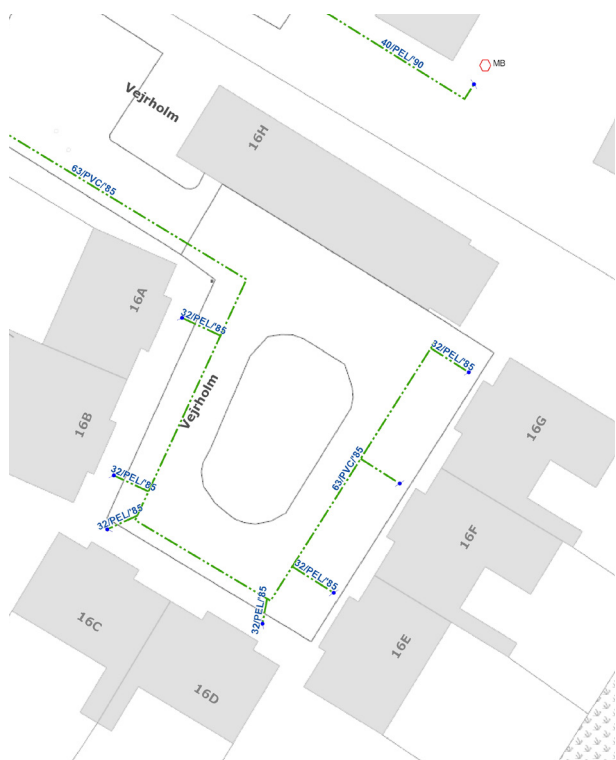 40/PEL/'90
MB
Vejrholm
16H
63/PVC/'85
16A
32/PEL/'85
32/PEL/'85
Vejrholm
16G
16B
63/PVC/'85
32/PEL/'85
32/PEL/'85
16F
32/PEL/'85
32/PEL/'85
16C
16E
16D